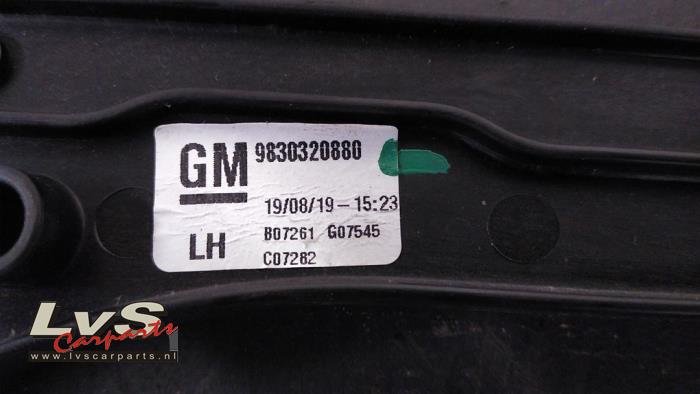 GM 9830320880
19/08/19-15:23
LH B07261 G07545
C07282
LvS
Carparts
www.lvscarparts.nl